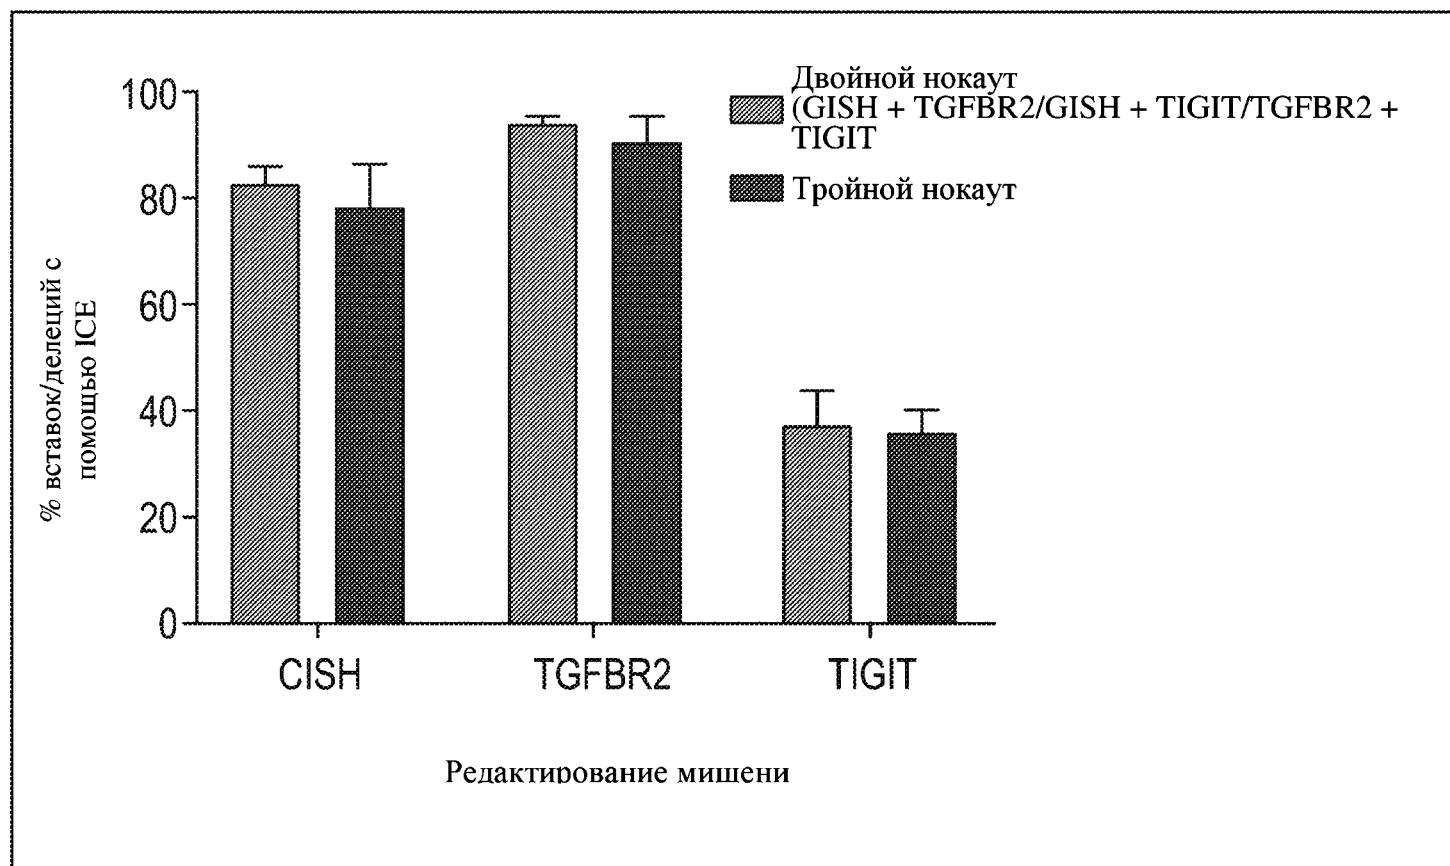 Двойной нокаут
(GISH + TGFBR2/GISH + TIGIT/TGFBR2 +
TIGIT
Тройной нокаут
% вставок/делеций с
помощью ICE
100
80
60
40
20
0
CISH TGFBR2 TIGIT
Редактирование мишени